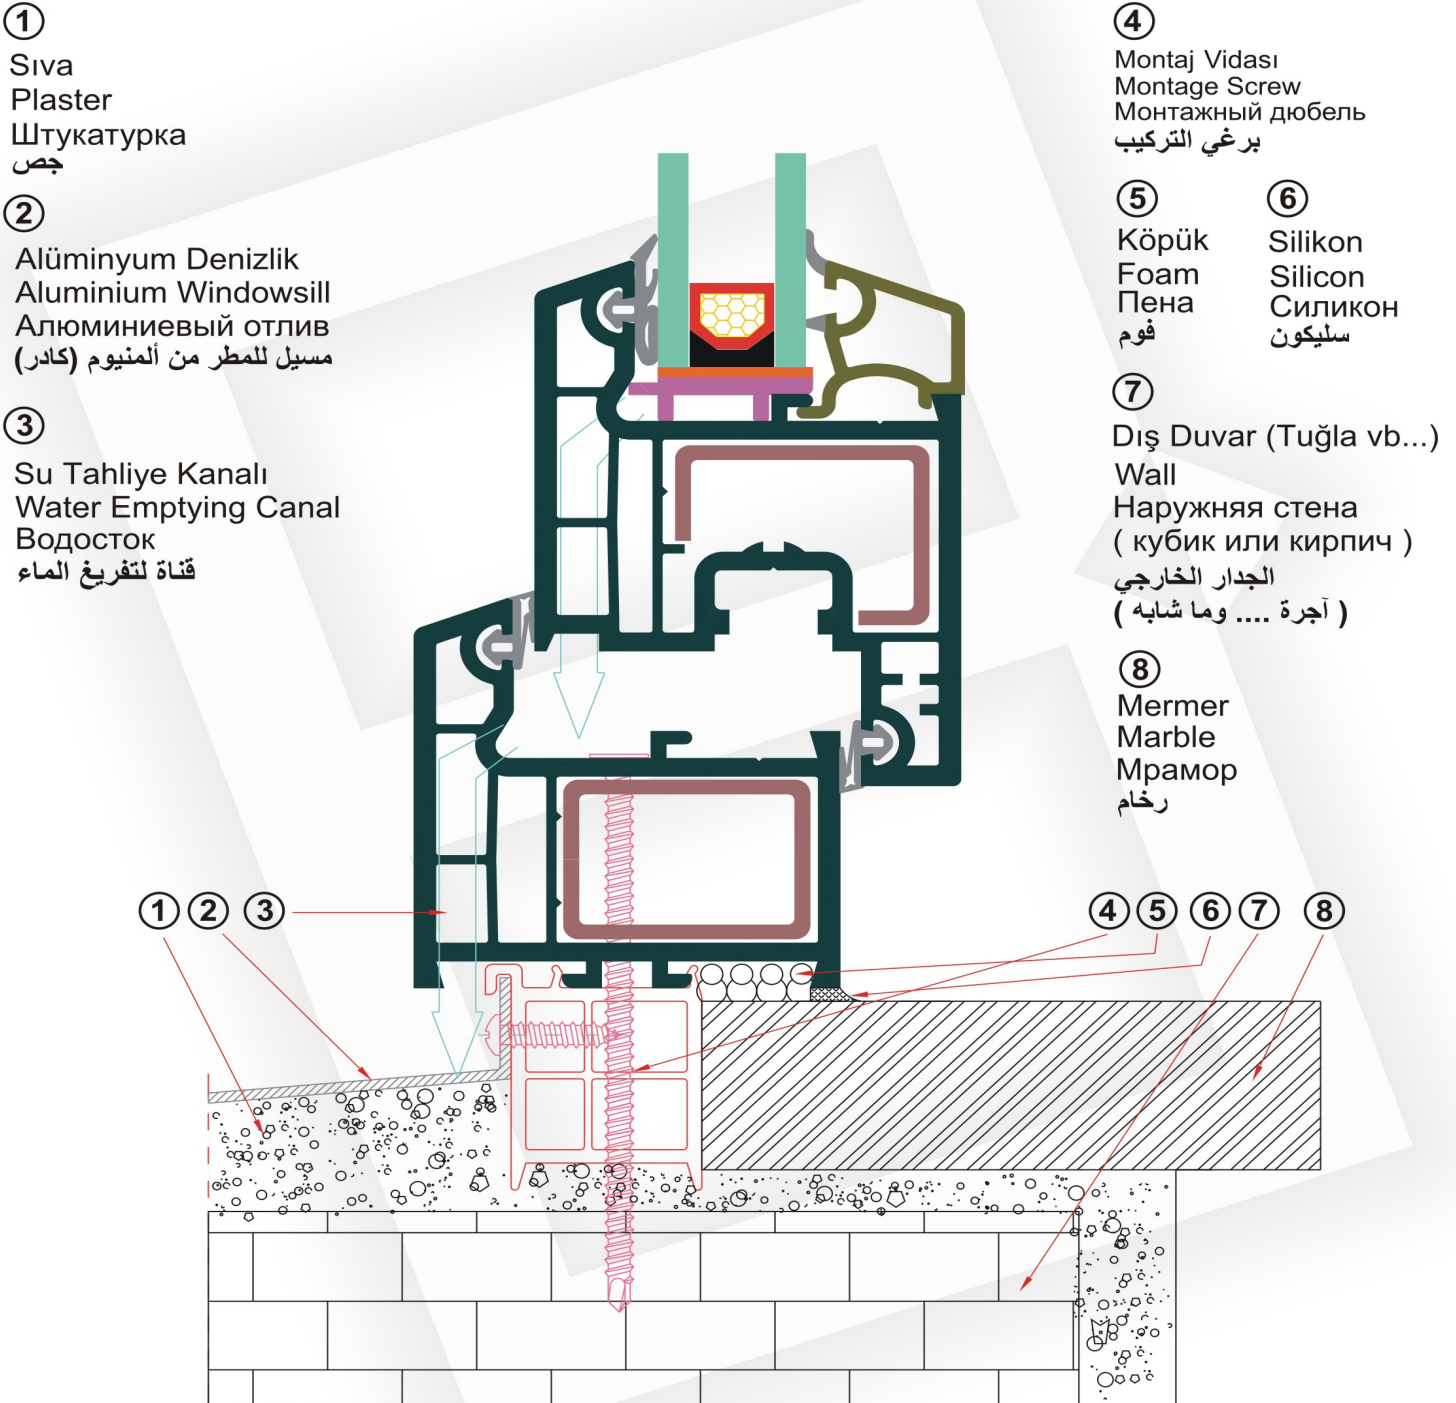 1
Sıva
Plaster
Штукатурка
جص
2
Alüminyum Denizlik
Aluminium Windowsill
Алюминиевый отлив
مسيل للمطر من ألمنيوم (كادر)
3
Su Tahliye Kanalı
Water Emptying Canal
Водосток
قناة لتفريغ الماء
4
Montaj Vidası
Montage Screw
Монтажный дюбель
برغي التركيب
5
Köpük
Foam
Пена
فوم
6
Silikon
Silicon
Силикон
سليكون
7
Dış Duvar (Tuğla vb...)
Wall
Наружняя стена
( кубик или кирпич )
الجدار الخارجي
( آجرة .... وما شابه )
8
Mermer
Marble
Мрамор
رخام
1 2 3
4 5 6 7 8